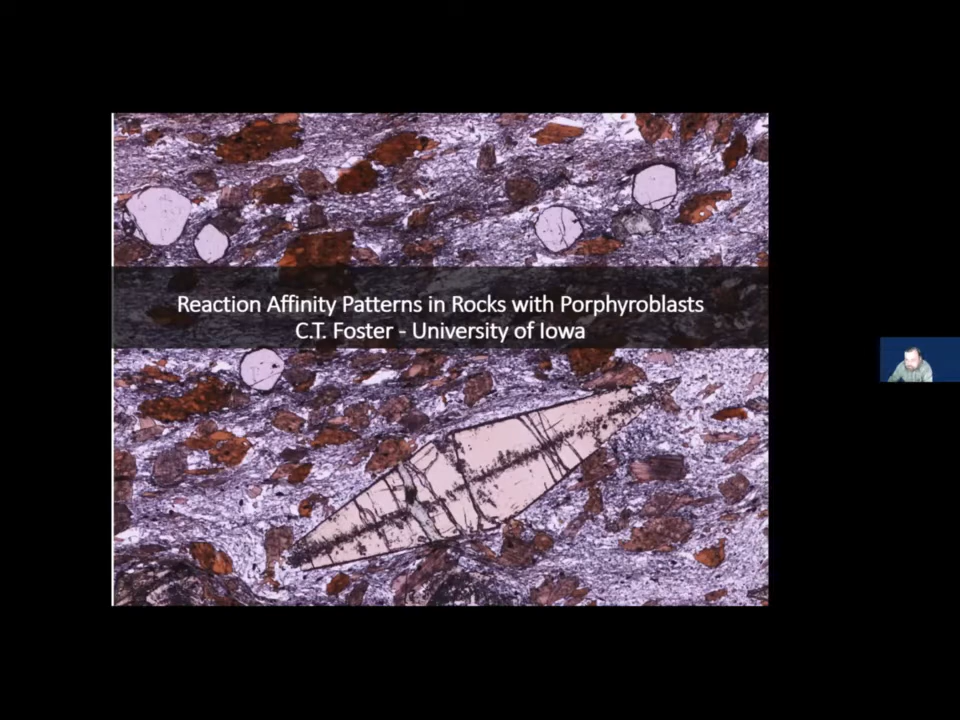 Reaction Affinity Patterns in Rocks with Porphyroblasts
C.T. Foster - University of Iowa